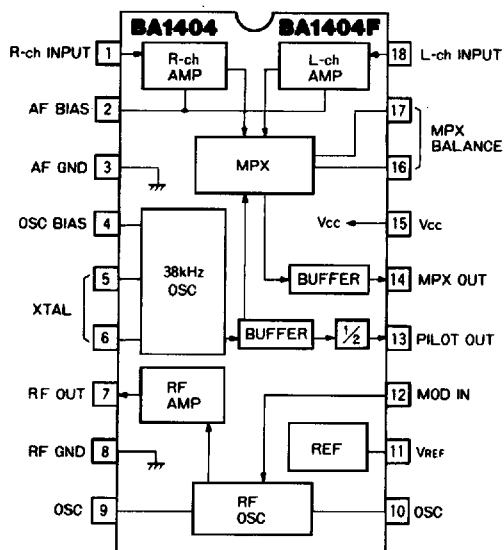 BA1404 BA1404F
R-ch INPUT 1 R-ch AMP L-ch AMP 18 L-ch INPUT
AF BIAS 2 17
MPX BALANCE
AF GND 3 MPX 16
OSC BIAS 4 Vcc 15 Vcc
38kHz OSC
XTAL
5 BUFFER 14 MPX OUT
6 BUFFER 1/2 13 PILOT OUT
RF OUT 7 RF AMP 12 MOD IN
RF GND 8 REF 11 VREF
OSC 9 RF OSC 10 OSC